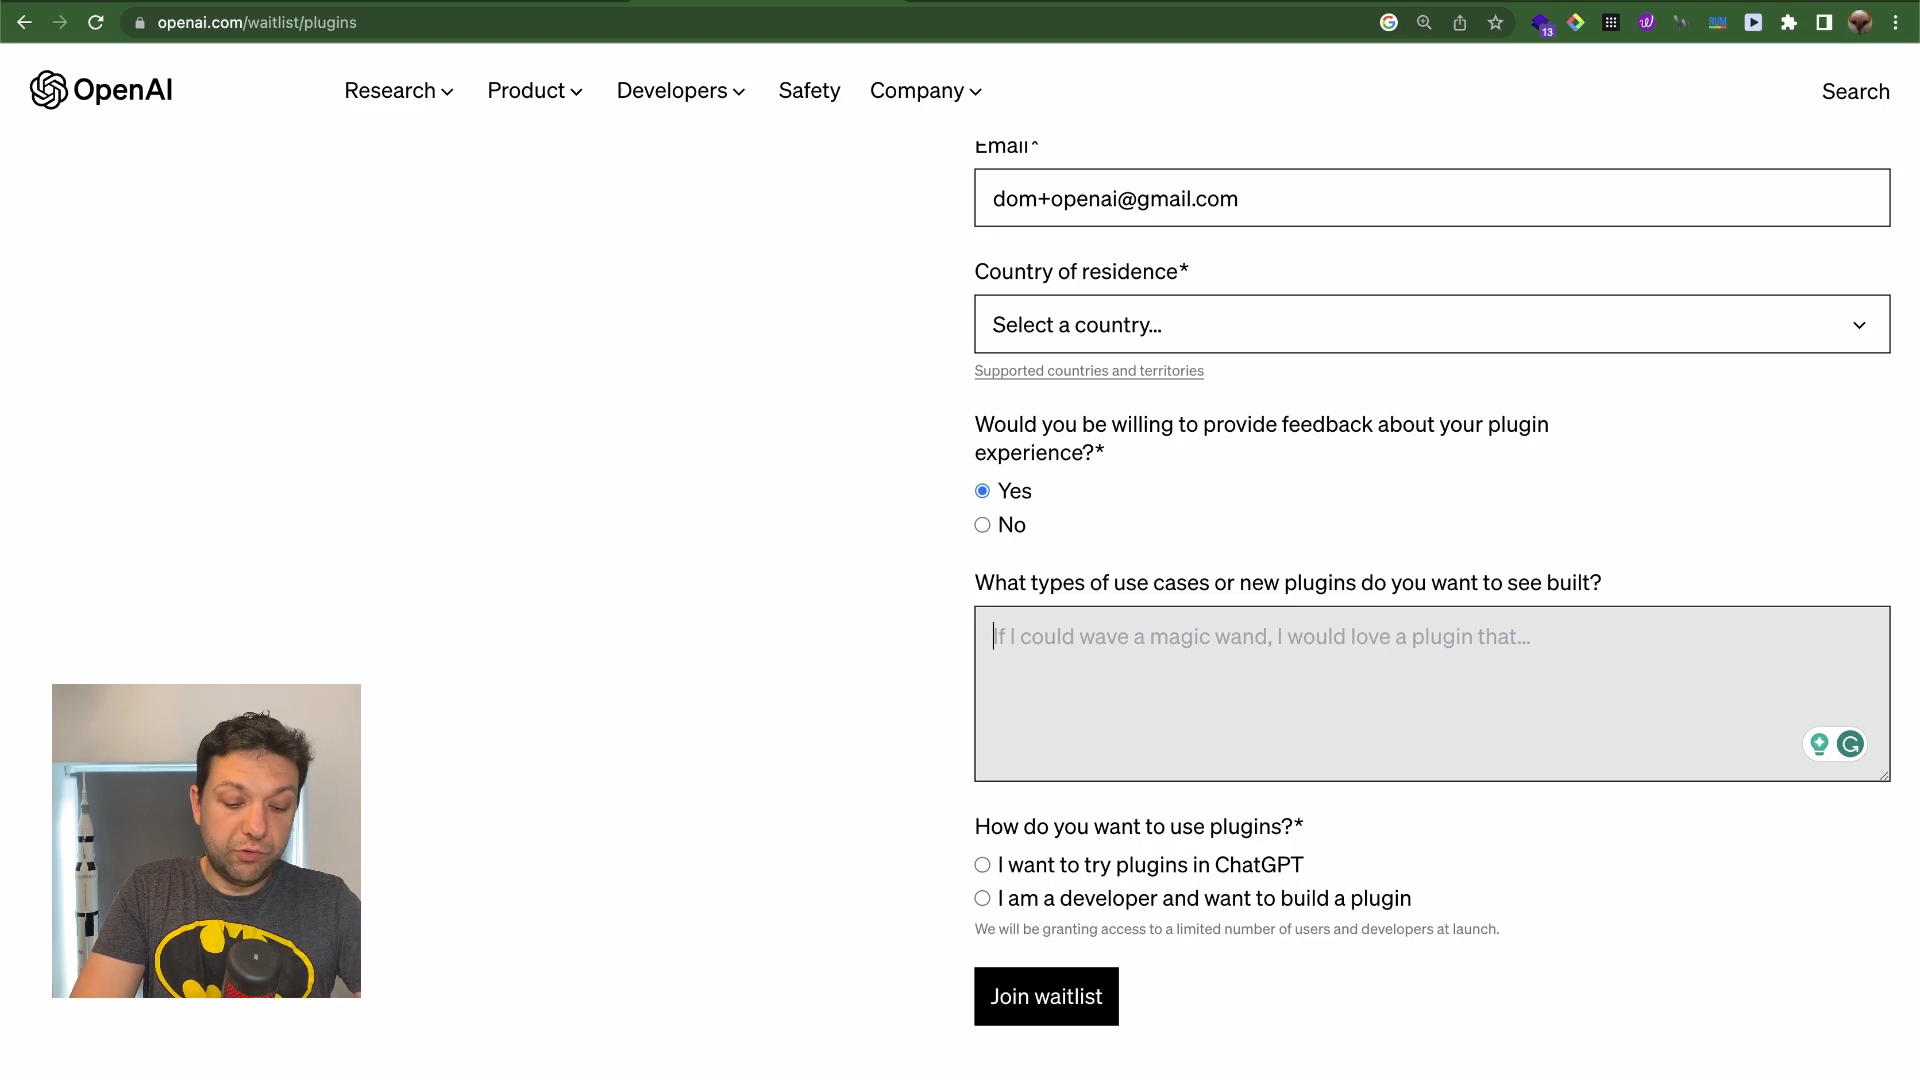 openai.com/waitlist/plugins
13
RUM
OpenAI
Research
Product
Developers
Safety
Company
Search
Email*
dom+openai@gmail.com
Country of residence*
Select a country...
Supported countries and territories
Would you be willing to provide feedback about your plugin
experience?*
Yes
No
What types of use cases or new plugins do you want to see built?
If I could wave a magic wand, I would love a plugin that...
How do you want to use plugins?*
I want to try plugins in ChatGPT
I am a developer and want to build a plugin
We will be granting access to a limited number of users and developers at launch.
Join waitlist